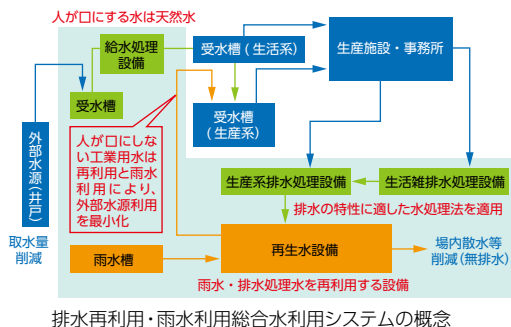 人が口にする水は天然水
給水処理
設備
受水槽(生活系)
生産施設・事務所
受水槽
受水槽
(生産系)
外部水源(井戸)
人が口にしな
い工業用水は
再利用と雨水
利用により、
外部水源利用
を最小化
取水量
削減
生産系排水処理設備
生活雑排水処理設備
排水の特性に適した水処理法を適用
雨水槽
再生水設備
場内散水等
削減(無排水)
雨水・排水処理水を再利用する設備
排水再利用・雨水利用総合水利用システムの概念